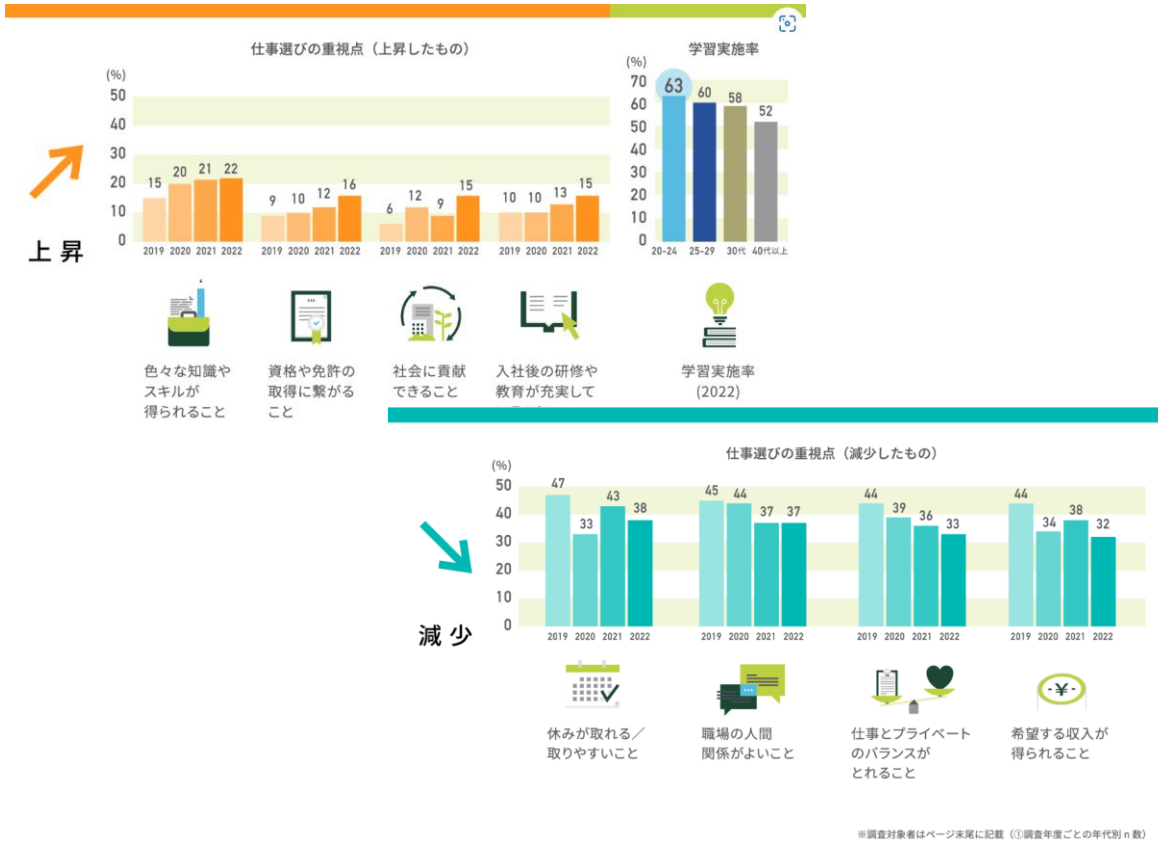 仕事選びの重視点（上昇したもの）
(%)
50
40
30
20
10
0
15 20 21 22
9 10 12 16
6 12 9 15
10 10 13 15
2019 2020 2021 2022
2019 2020 2021 2022
2019 2020 2021 2022
2019 2020 2021 2022
上昇
色々な知識や
スキルが
得られること
資格や免許の
取得に繋がる
こと
社会に貢献
できること
入社後の研修や
教育が充実して
学習実施率
(%)
70
60
50
40
30
20
10
0
63 60 58 52
20-24 25-29 30代 40代以上
学習実施率
(2022)
仕事選びの重視点（減少したもの）
(%)
50
40
30
20
10
0
47 33 43 38
45 44 37 37
44 39 36 33
44 34 38 32
2019 2020 2021 2022
2019 2020 2021 2022
2019 2020 2021 2022
2019 2020 2021 2022
減少
休みが取れる／
取りやすいこと
職場の人間
関係がよいこと
仕事とプライベート
のバランスが
とれること
¥
希望する収入が
得られること
※調査対象者はページ末尾に記載（①調査年度ごとの年代別 n 数）